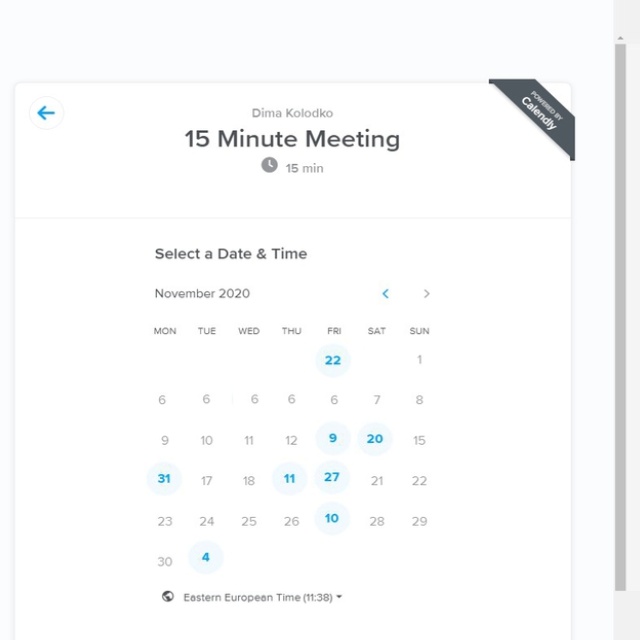 POWERED BY
Calendly
Dima Kolodko
15 Minute Meeting
15 min
Select a Date & Time
November 2020
MON TUE WED THU FRI SAT SUN
22 1
6 6 6 6 6 7 8
9 10 11 12 9 20 15
31 17 18 11 27 21 22
23 24 25 26 10 28 29
30 4
Eastern European Time (11:38)